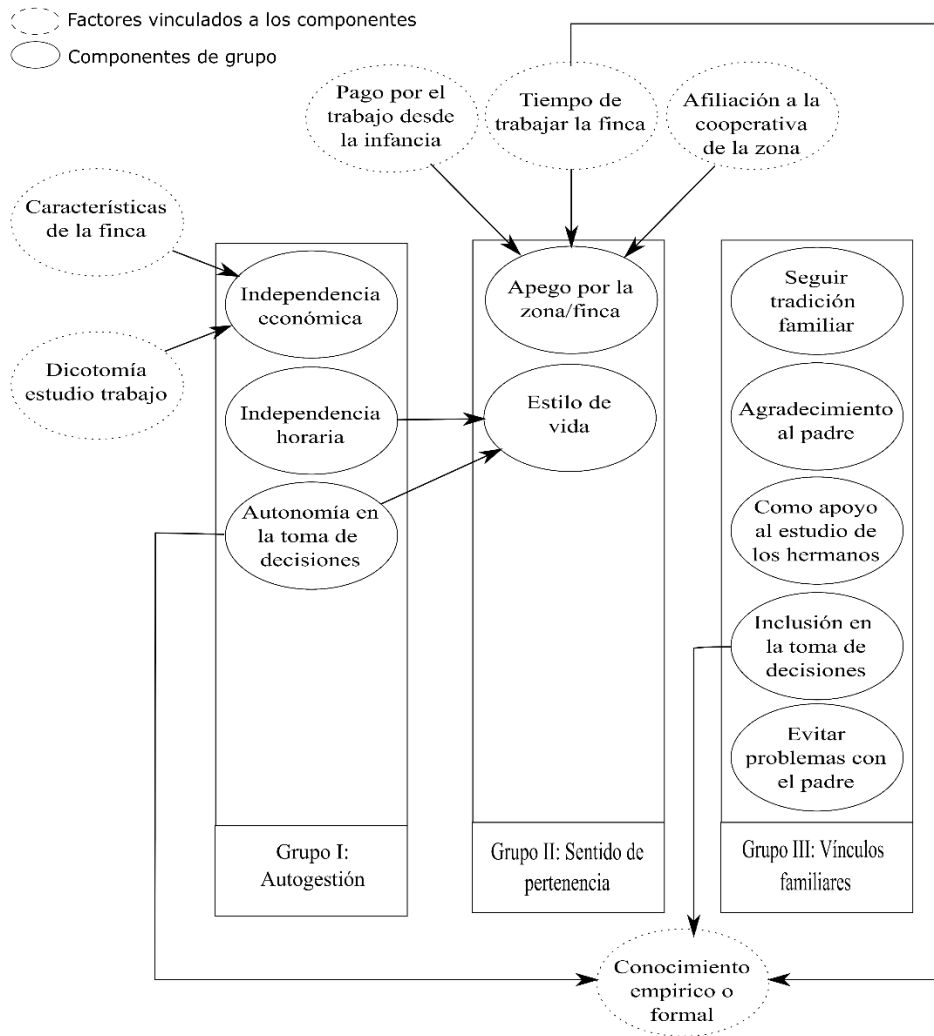 Factores vinculados a los componentes
Componentes de grupo
Pago por el
trabajo desde
la infancia
Tiempo de
trabajar la finca
Afiliación a la
cooperativa
de la zona
Características
de la finca
Dicotomía
estudio trabajo
Independencia
económica
Independencia
horaria
Autonomía en
la toma de
decisiones
Grupo I:
Autogestión
Apego por la
zona/finca
Estilo de
vida
Grupo II: Sentido de
pertenencia
Seguir
tradición
familiar
Agradecimiento
al padre
Como apoyo
al estudio de
los hermanos
Inclusión en
la toma de
decisiones
Evitar
problemas con
el padre
Grupo III: Vínculos
familiares
Conocimiento
empírico o
formal